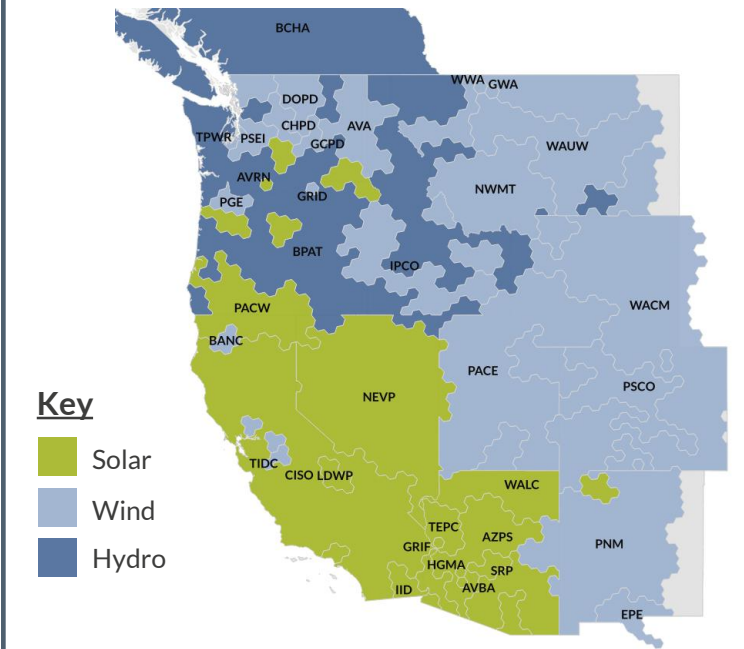 BCHA
WWA
GWA
DOPD
CHPD
AVA
TPWR
PSEI
GCPD
WAUW
AVRN
GRID
NWMT
PGE
BPAT
IPCO
PACW
WACM
BANC
PACE
PSCO
NEVP
Key
Solar
TIDC
CISO
LDWP
WALC
Wind
TEPC
AZPS
GRIF
PNM
Hydro
HGMA
SRP
IID
AVBA
EPE